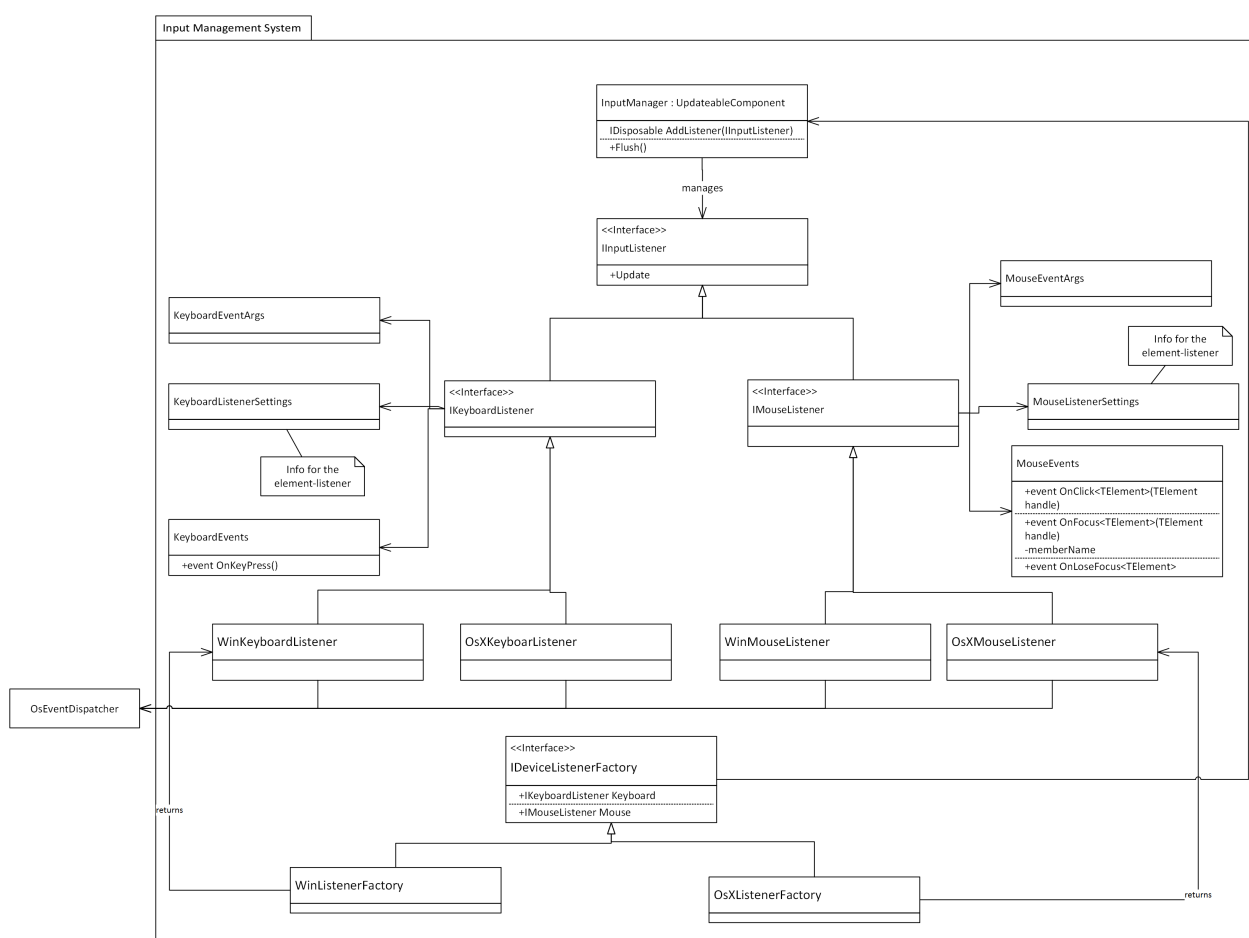 Input Management System
InputManager : UpdateableComponent
IDisposable AddListener(IInputListener)
+Flush()
manages
<<Interface>>
IInputListener
+Update
MouseEventArgs
KeyboardEventArgs
Info for the
element-listener
<<Interface>>
IKeyboardListener
<<Interface>>
IMouseListener
KeyboardListenerSettings
MouseListenerSettings
Info for the
element-listener
MouseEvents
+event OnClick<TElement>(TElement
handle)
+event OnFocus<TElement>(TElement
handle)
-memberName
+event OnLoseFocus<TElement>
KeyboardEvents
+event OnKeyPress()
WinKeyboardListener
OsXKeyboarListener
WinMouseListener
OsXMouseListener
OsEventDispatcher
<<Interface>>
IDeviceListenerFactory
+IKeyboardListener Keyboard
+IMouseListener Mouse
returns
WinListenerFactory
OsXListenerFactory
returns